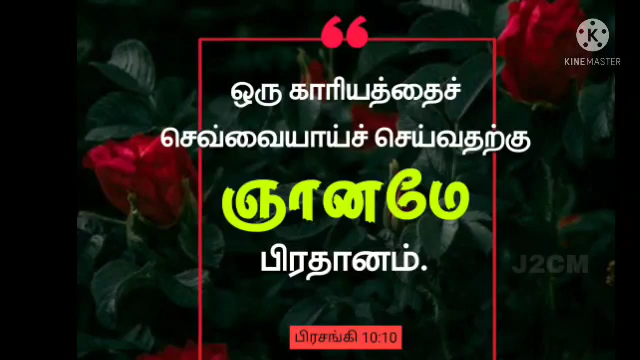 KINEMASTER
ஒரு காரியத்தைச்
செவ்வையாய்ச் செய்வதற்கு
ஞானமே
பிரதானம்.
J2CM
பிரசங்கி 10:10